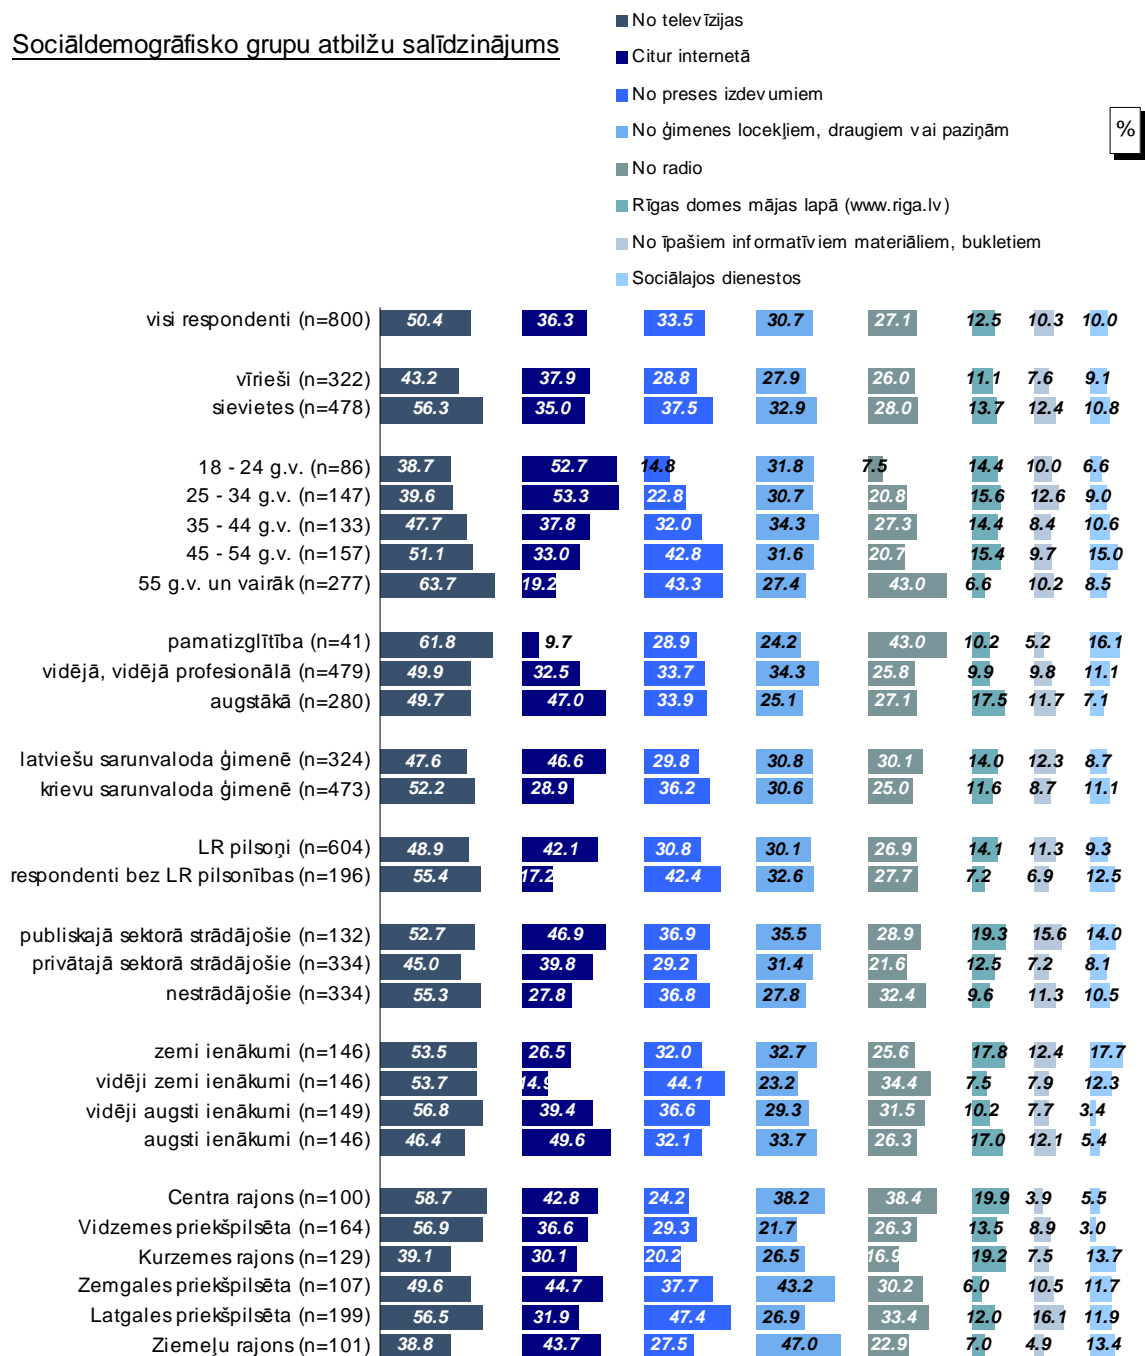 Sociāldemogrāfisko grupu atbilžu salīdzinājums
No televīzijas
Citur internetā
No preses izdevumiem
No ģimenes locekļiem, draugiem vai paziņām
No radio
Rīgas domes mājas lapā (www.riga.lv)
No īpašiem informatīviem materiāliem, bukletiem
Sociālajos dienestos
%
visi respondenti (n=800) 50.4 36.3 33.5 30.7 27.1 12.5 10.3 10.0
vīrieši (n=322) 43.2 37.9 28.8 27.9 26.0 11.1 7.6 9.1
sievietes (n=478) 56.3 35.0 37.5 32.9 28.0 13.7 12.4 10.8
18 - 24 g.v. (n=86) 38.7 52.7 14.8 31.8 7.5 14.4 10.0 6.6
25 - 34 g.v. (n=147) 39.6 53.3 22.8 30.7 20.8 15.6 12.6 9.0
35 - 44 g.v. (n=133) 47.7 37.8 32.0 34.3 27.3 14.4 8.4 10.6
45 - 54 g.v. (n=157) 51.1 33.0 42.8 31.6 20.7 15.4 9.7 15.0
55 g.v. un vairāk (n=277) 63.7 19.2 43.3 27.4 43.0 6.6 10.2 8.5
pamatizglītība (n=41) 61.8 9.7 28.9 24.2 43.0 10.2 5.2 16.1
vidējā, vidējā profesionālā (n=479) 49.9 32.5 33.7 34.3 25.8 9.9 9.8 11.1
augstākā (n=280) 49.7 47.0 33.9 25.1 27.1 17.5 11.7 7.1
latviešu sarunvaloda ģimenē (n=324) 47.6 46.6 29.8 30.8 30.1 14.0 12.3 8.7
krievu sarunvaloda ģimenē (n=473) 52.2 28.9 36.2 30.6 25.0 11.6 8.7 11.1
LR pilsoņi (n=604) 48.9 42.1 30.8 30.1 26.9 14.1 11.3 9.3
respondenti bez LR pilsonības (n=196) 55.4 17.2 42.4 32.6 27.7 7.2 6.9 12.5
publiskajā sektorā strādājošie (n=132) 52.7 46.9 36.9 35.5 28.9 19.3 15.6 14.0
privātajā sektorā strādājošie (n=334) 45.0 39.8 29.2 31.4 21.6 12.5 7.2 8.1
nestrādājošie (n=334) 55.3 27.8 36.8 27.8 32.4 9.6 11.3 10.5
zemi ienākumi (n=146) 53.5 26.5 32.0 32.7 25.6 17.8 12.4 17.7
vidēji zemi ienākumi (n=146) 53.7 14.9 44.1 23.2 34.4 7.5 7.9 12.3
vidēji augsti ienākumi (n=149) 56.8 39.4 36.6 29.3 31.5 10.2 7.7 3.4
augsti ienākumi (n=146) 46.4 49.6 32.1 33.7 26.3 17.0 12.1 5.4
Centra rajons (n=100) 58.7 42.8 24.2 38.2 38.4 19.9 3.9 5.5
Vidzemes priekšpilsēta (n=164) 56.9 36.6 29.3 21.7 26.3 13.5 8.9 3.0
Kurzemes rajons (n=129) 39.1 30.1 20.2 26.5 16.9 19.2 7.5 13.7
Zemgales priekšpilsēta (n=107) 49.6 44.7 37.7 43.2 30.2 6.0 10.5 11.7
Latgales priekšpilsēta (n=199) 56.5 31.9 47.4 26.9 33.4 12.0 16.1 11.9
Ziemeļu rajons (n=101) 38.8 43.7 27.5 47.0 22.9 7.0 4.9 13.4